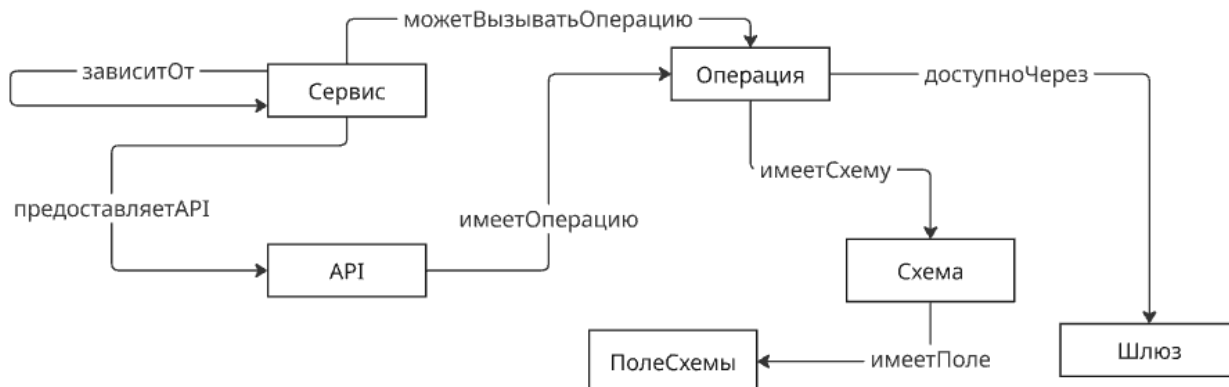 можетВызыватьОперацию
зависитОт
Сервис
Операция
доступноЧерез
имеетСхему
предоставляетAPI
имеетОперацию
API
Схема
ПолеСхемы
имеетПоле
Шлюз